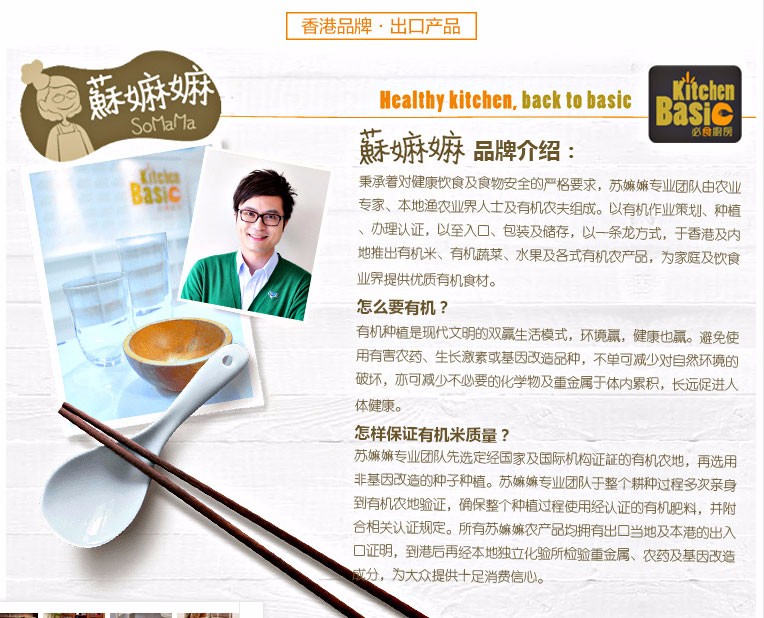 香港品牌 · 出口产品
蘇嫲嫲
SoMaMa
Healthy kitchen, back to basic
Kitchen
Basic
必食厨房
Kitchen
Basic
蘇嫲嫲 品牌介绍：
秉承着对健康饮食及食物安全的严格要求，苏嫲嫲专业团队由农业
专家、本地渔农业界人士及有机农夫组成。以有机作业策划、种植
、办理认证，以至入口、包装及储存，以一条龙方式，于香港及内
地推出有机米、有机蔬菜、水果及各式有机农产品，为家庭及饮食
业界提供优质有机食材。
怎么要有机？
有机种植是现代文明的双赢生活模式，环境赢，健康也赢。避免使
用有害农药、生长激素或基因改造品种，不单可减少对自然环境的
破坏，亦可减少不必要的化学物及重金属于体内累积，长远促进人
体健康。
怎样保证有机米质量？
苏嫲嫲专业团队先选定经国家及国际机构证証的有机农地，再选用
非基因改造的种子种植。苏嫲嫲专业团队于整个耕种过程多次亲身
到有机农地验证，确保整个种植过程使用经认证的有机肥料，并附
合相关认证规定。所有苏嫲嫲农产品均拥有出口当地及本港的出入
口证明，到港后再经本地独立化验所检验重金属、农药及基因改造
成分，为大众提供十足消费信心。